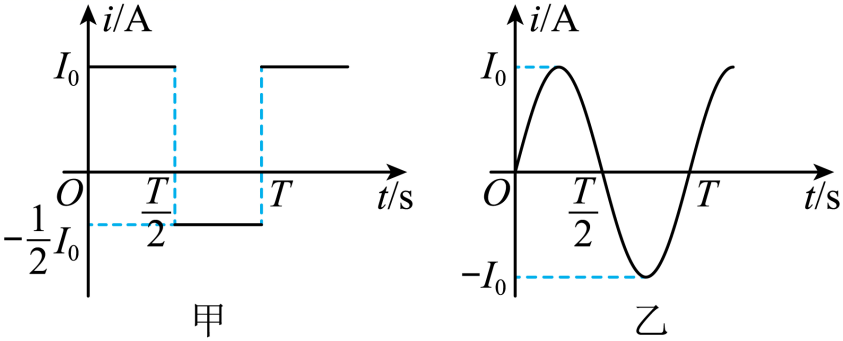 i/A
I₀
O
T/2
T
t/s
-1/2 I₀
甲
i/A
I₀
O
T/2
T
t/s
-I₀
乙